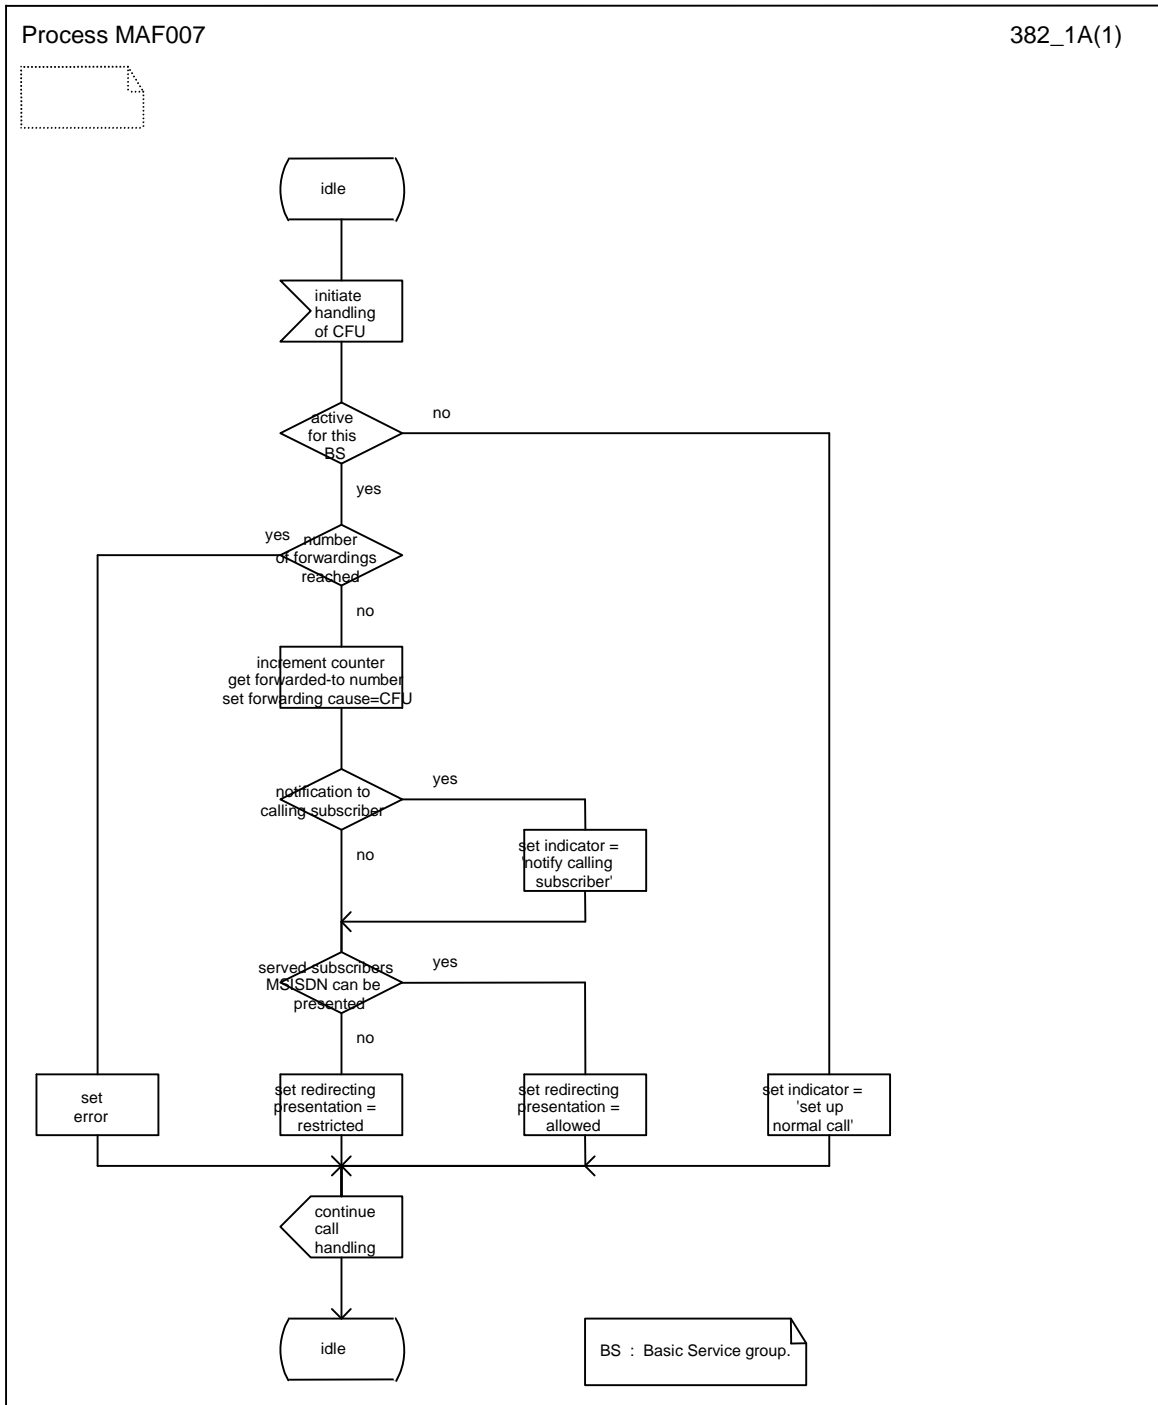 Process MAF007
382_1A(1)
idle
initiate
handling
of CFU
active
for this
BS
no
yes
yes
number
of forwardings
reached
no
increment counter
get forwarded-to number
set forwarding cause=CFU
notification to
calling subscriber
yes
no
set indicator =
'notify calling
subscriber'
served subscribers
MSISDN can be
presented
yes
no
set
error
set redirecting
presentation =
restricted
set redirecting
presentation =
allowed
set indicator =
'set up
normal call'
continue
call
handling
idle
BS : Basic Service group.